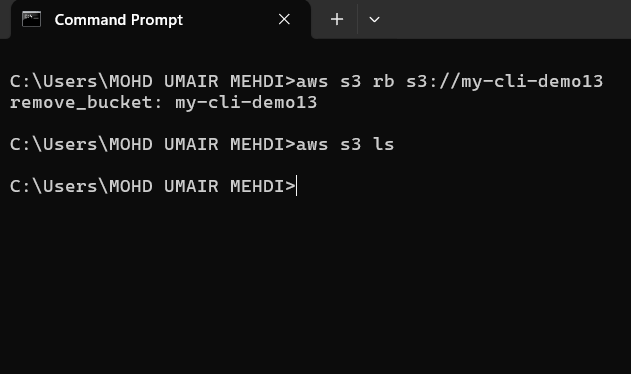 Command Prompt
C:\Users\MOHD UMAIR MEHDI>aws s3 rb s3://my-cli-demo13
remove_bucket: my-cli-demo13
C:\Users\MOHD UMAIR MEHDI>aws s3 ls
C:\Users\MOHD UMAIR MEHDI>